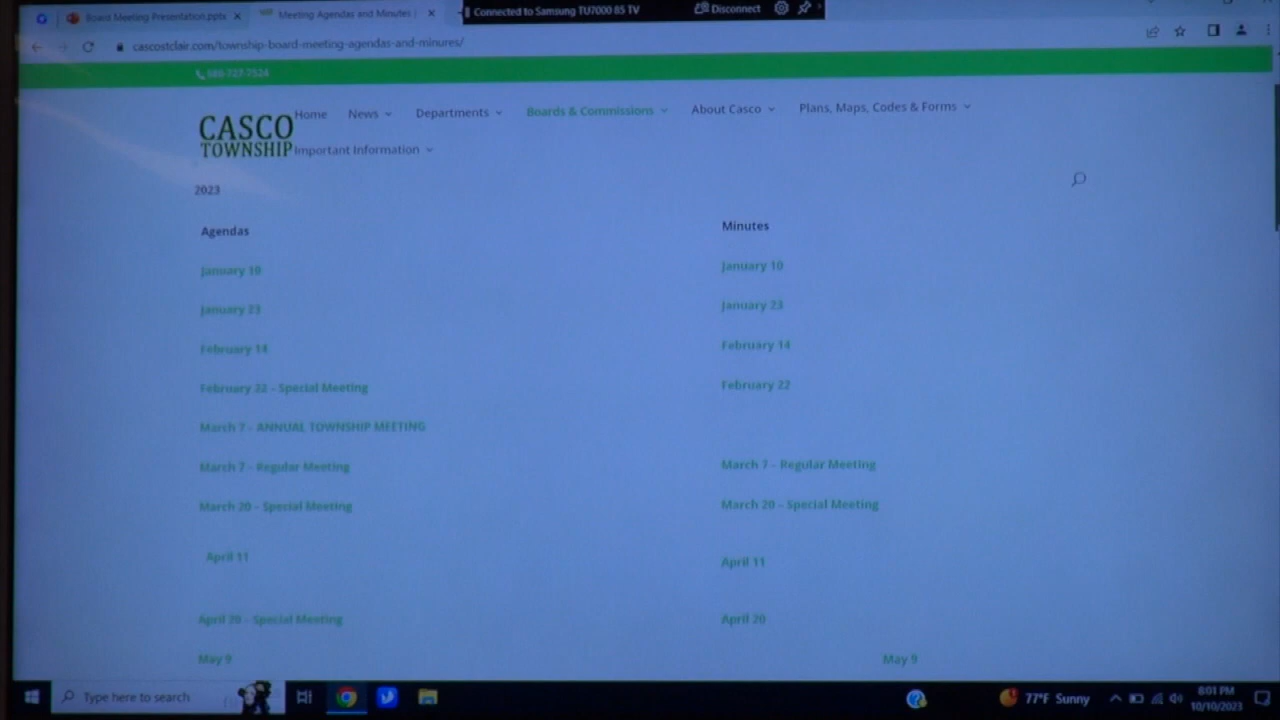 Board Meeting Presentation.pptx
Meeting Agendas and Minutes |
Connected to Samsung TU7000 85 TV
Disconnect
cascostclair.com/township-board-meeting-agendas-and-minures/
586-727-7524
CASCO TOWNSHIP
Home News Departments Boards & Commissions About Casco Plans, Maps, Codes & Forms
Important Information
2023
Agendas Minutes
January 10 January 10
January 23 January 23
February 14 February 14
February 22 - Special Meeting February 22
March 7 - ANNUAL TOWNSHIP MEETING
March 7 - Regular Meeting March 7 - Regular Meeting
March 20 - Special Meeting March 20 - Special Meeting
April 11 April 11
April 20 - Special Meeting April 20
May 9 May 9
Type here to search
77°F Sunny
8:01 PM
10/10/2023